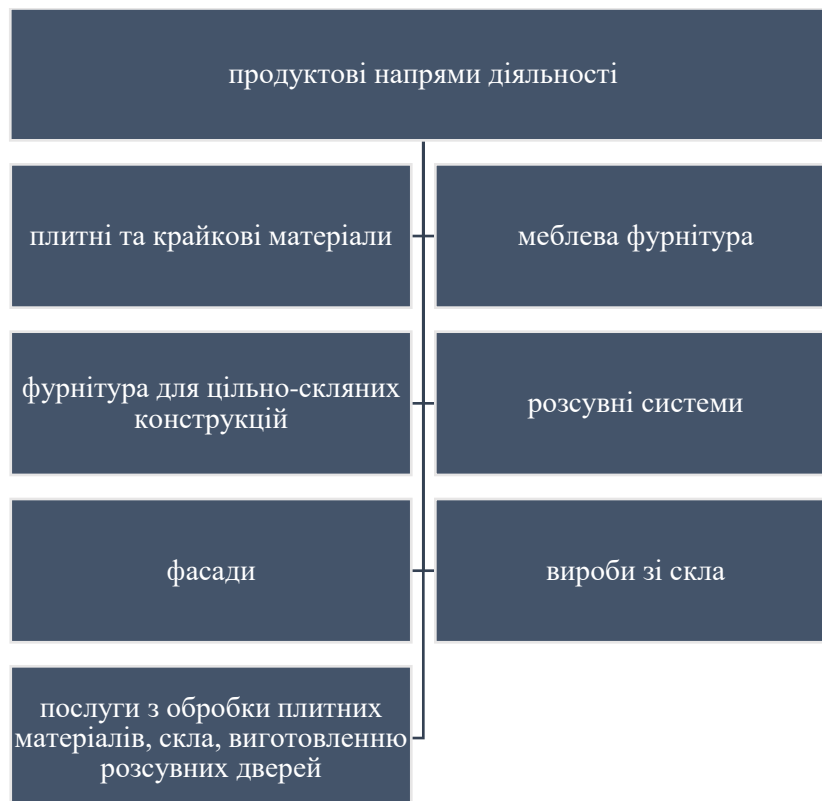 продуктові напрями діяльності
плитні та крайкові матеріали
меблева фурнітура
фурнітура для цільно-скляних
конструкцій
розсувні системи
фасади
вироби зі скла
послуги з обробки плитних
матеріалів, скла, виготовленню
розсувних дверей